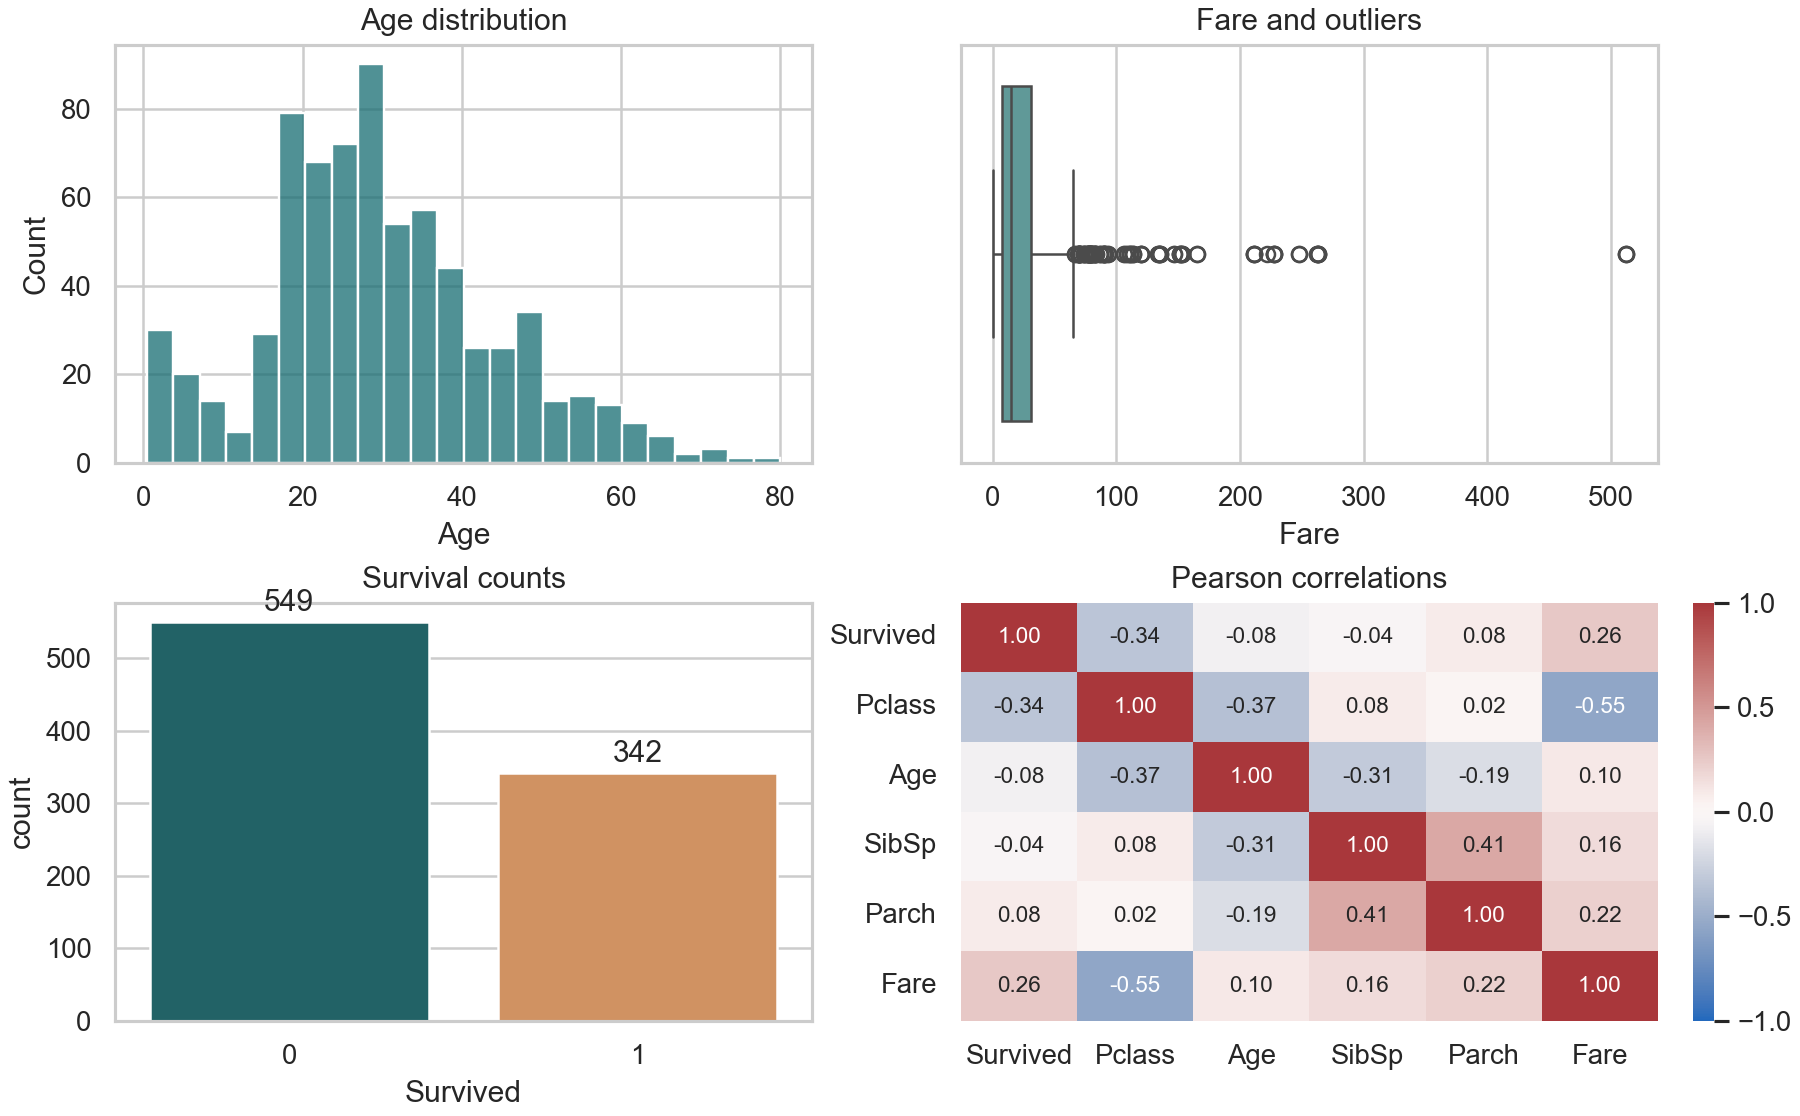 Age distribution
Count
80
60
40
20
0
0 20 40 60 80
Age
Fare and outliers
0 100 200 300 400 500
Fare
Survival counts
549
342
count
500
400
300
200
100
0
0 1
Survived
Pearson correlations
Survived 1.00 -0.34 -0.08 -0.04 0.08 0.26
Pclass -0.34 1.00 -0.37 0.08 0.02 -0.55
Age -0.08 -0.37 1.00 -0.31 -0.19 0.10
SibSp -0.04 0.08 -0.31 1.00 0.41 0.16
Parch 0.08 0.02 -0.19 0.41 1.00 0.22
Fare 0.26 -0.55 0.10 0.16 0.22 1.00
Survived Pclass Age SibSp Parch Fare
1.0
0.5
0.0
−0.5
−1.0